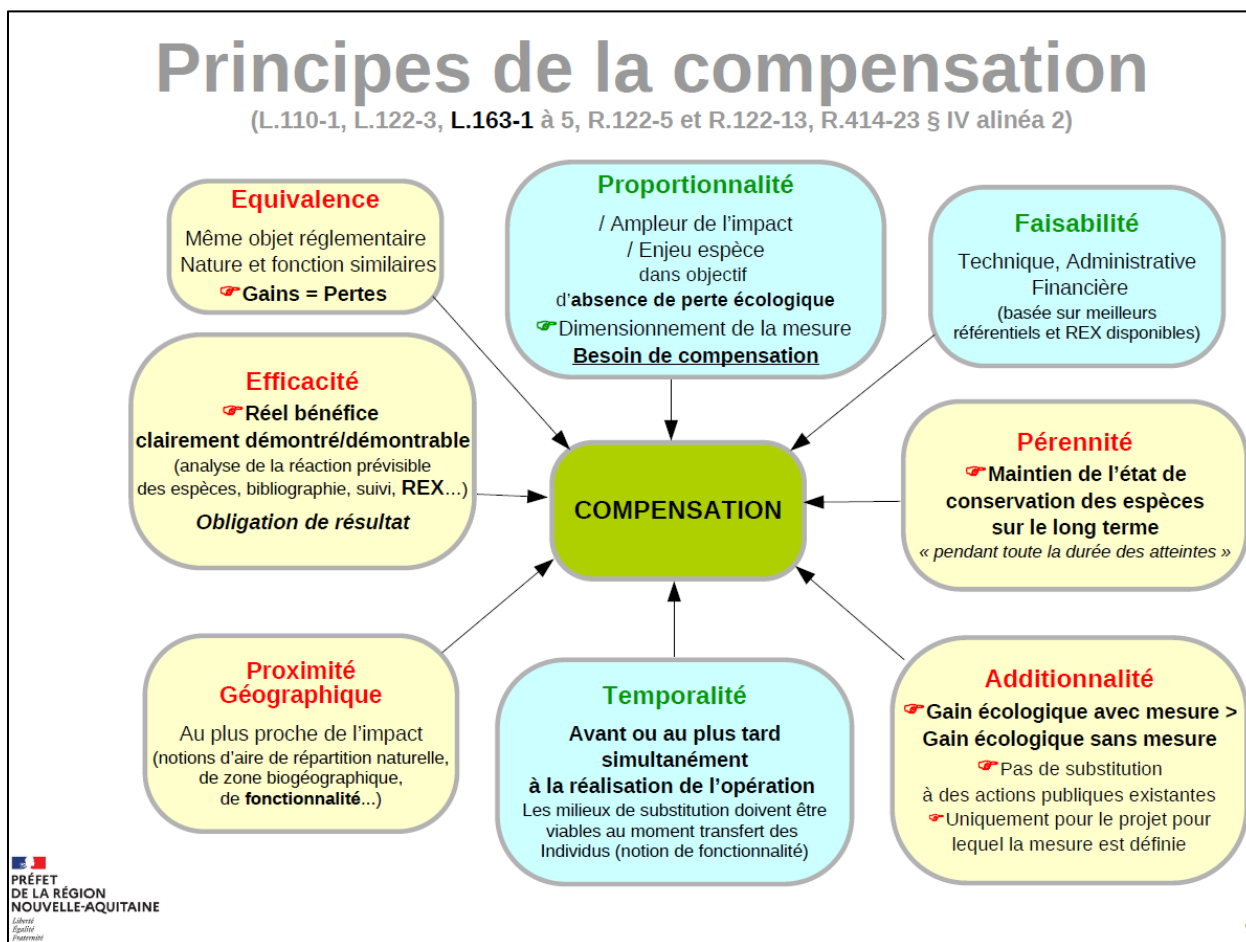 Principes de la compensation
(L.110-1, L.122-3, L.163-1 à 5, R.122-5 et R.122-13, R.414-23 § IV alinéa 2)
Equivalence
Même objet réglementaire
Nature et fonction similaires
☞Gains = Pertes
Proportionnalité
/ Ampleur de l’impact
/ Enjeu espèce
dans objectif
d’absence de perte écologique
☞Dimensionnement de la mesure
Besoin de compensation
Faisabilité
Technique, Administrative
Financière
(basée sur meilleurs
référentiels et REX disponibles)
Efficacité
☞Réel bénéfice
clairement démontré/démontrable
(analyse de la réaction prévisible
des espèces, bibliographie, suivi, REX…)
Obligation de résultat
COMPENSATION
Pérennité
☞Maintien de l’état de
conservation des espèces
sur le long terme
« pendant toute la durée des atteintes »
Proximité
Géographique
Au plus proche de l’impact
(notions d’aire de répartition naturelle,
de zone biogéographique,
de fonctionnalité...)
Temporalité
Avant ou au plus tard
simultanément
à la réalisation de l’opération
Les milieux de substitution doivent être
viables au moment transfert des
Individus (notion de fonctionnalité)
Additionnalité
☞Gain écologique avec mesure >
Gain écologique sans mesure
☞Pas de substitution
à des actions publiques existantes
☞Uniquement pour le projet pour
lequel la mesure est définie
PRÉFET
DE LA RÉGION
NOUVELLE-AQUITAINE
Liberté
Égalité
Fraternité